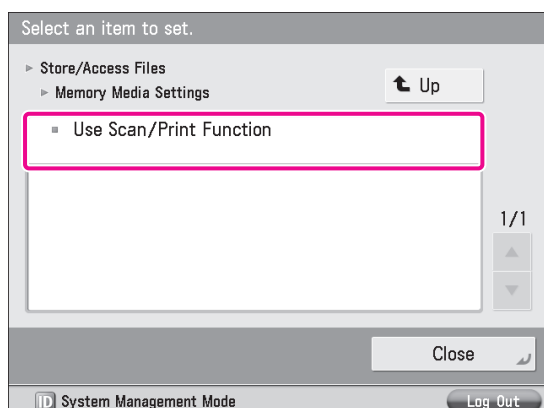 Select an item to set.
Store/Access Files
Memory Media Settings
Up
Use Scan/Print Function
1/1
Close
ID System Management Mode
Log Out